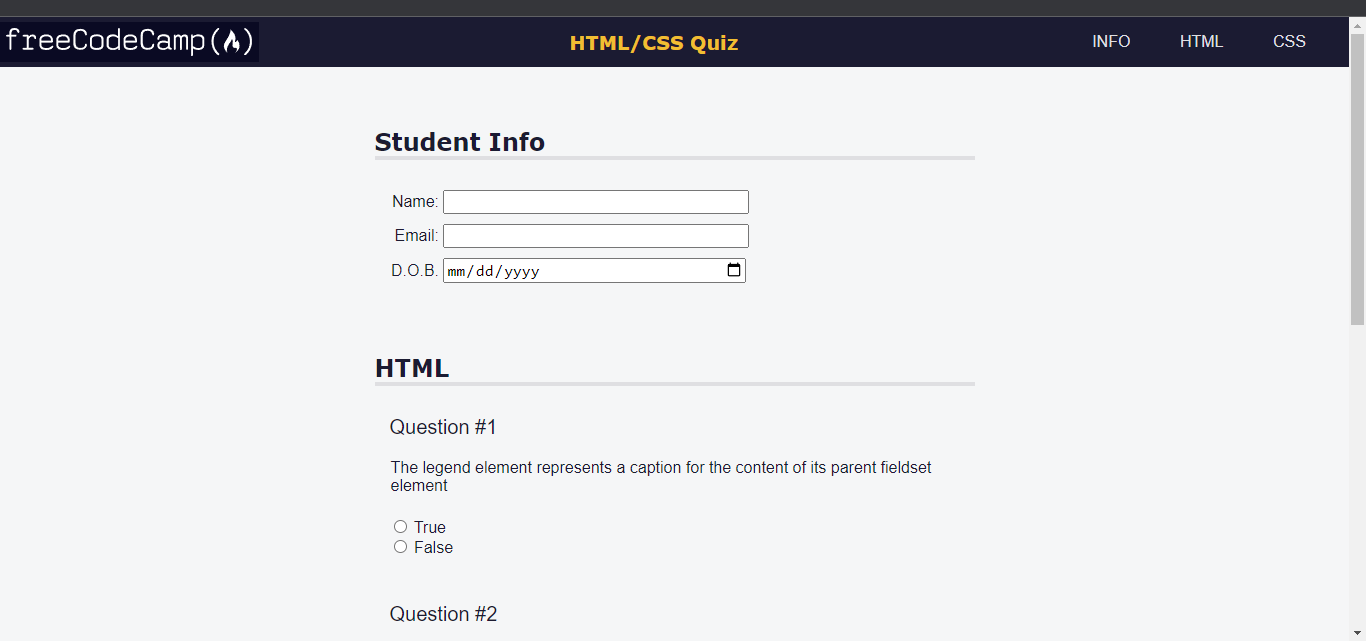 freeCodeCamp(🔥)
HTML/CSS Quiz
INFO
HTML
CSS
Student Info
Name:
Email:
D.O.B.
mm/dd/yyyy
HTML
Question #1
The legend element represents a caption for the content of its parent fieldset
element
True
False
Question #2